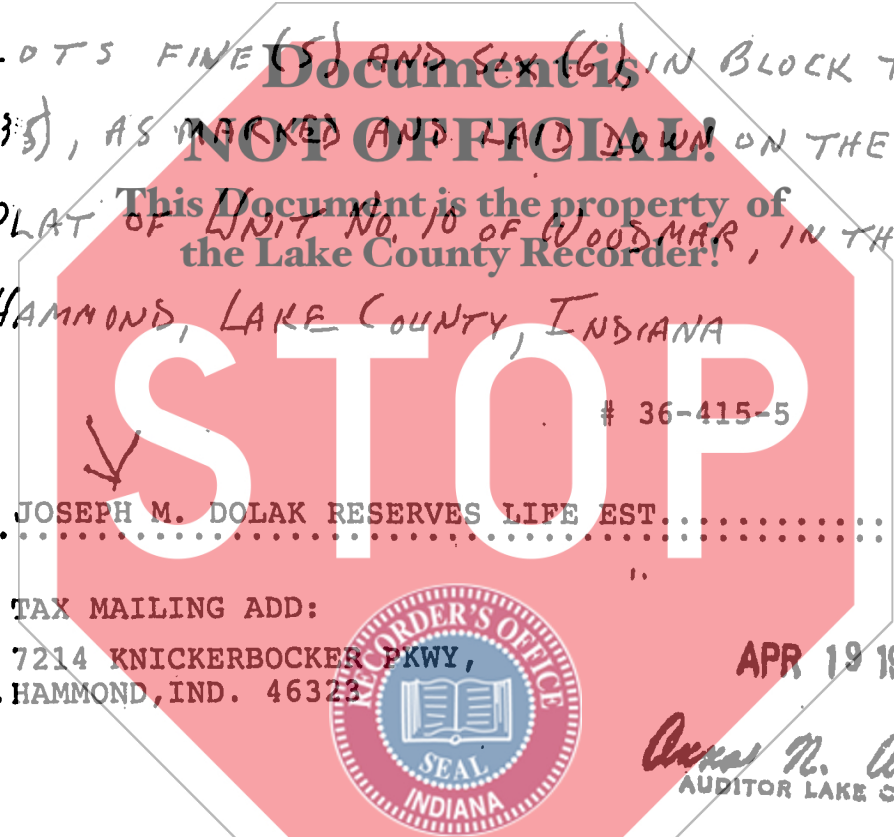 LOTS FINE (5) AND SIX (6), IN BLOCK
35), AS MARKED AND LAID DOWN ON THE
PLAT OF UNIT NO. 10 OF WOODMAR, IN TH
HAMMOND, LAKE COUNTY, INDIANA
Document is
NOT OFFICIAL!
This Document is the property of
the Lake County Recorder!
STOP
# 36-415-5
JOSEPH M. DOLAK RESERVES LIFE EST.
TAX MAILING ADD:
7214 KNICKERBOCKER PKWY,
HAMMOND, IND. 46323
RECORDER'S OFFICE
SEAL
INDIANA
APR 19 19
AUDITOR LAKE